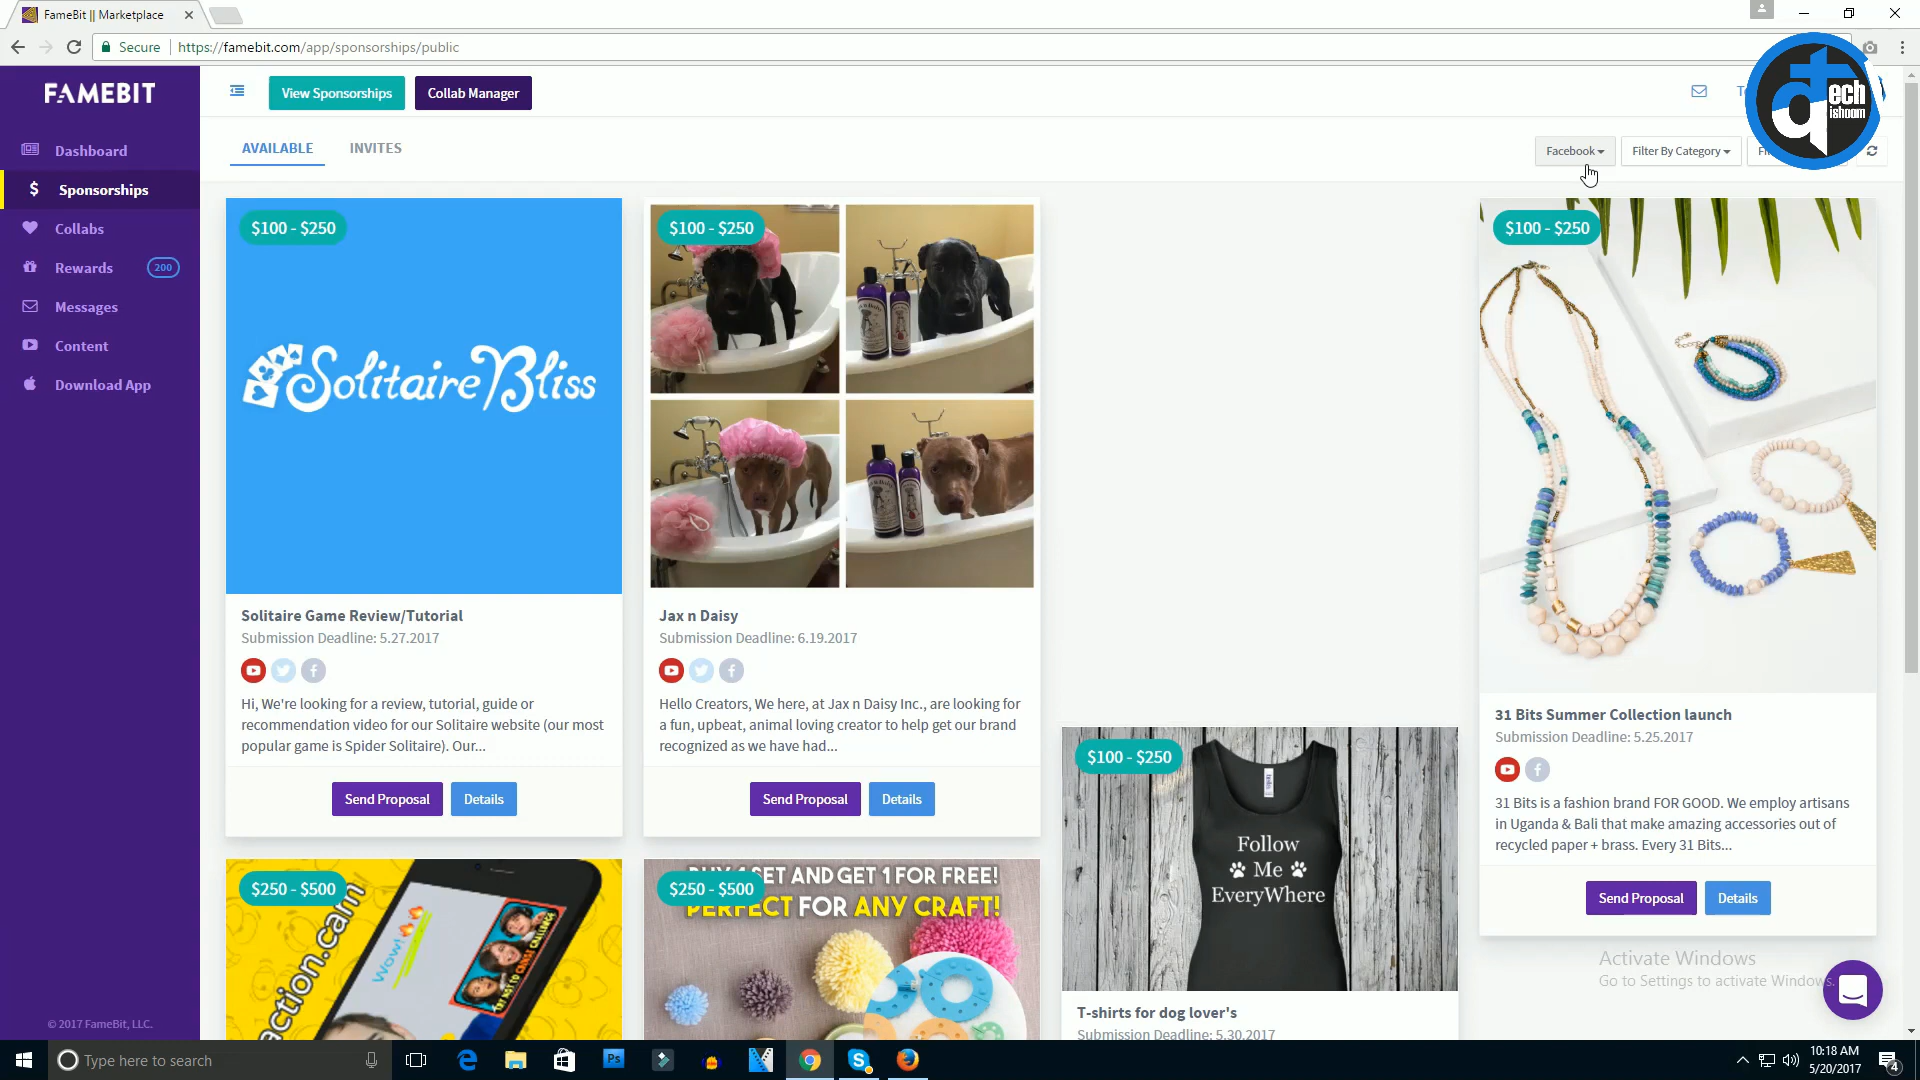 FameBit || Marketplace
Secure
https://famebit.com/app/sponsorships/public
FAMEBIT
View Sponsorships
Collab Manager
ech
ishoom
AVAILABLE
INVITES
Facebook
Filter By Category
Dashboard
Sponsorships
Collabs
Rewards
200
Messages
Content
Download App
$100 - $250
SolitaireBliss
Solitaire Game Review/Tutorial
Submission Deadline: 5.27.2017
Hi, We're looking for a review, tutorial, guide or
recommendation video for our Solitaire website (our most
popular game is Spider Solitaire). Our...
Send Proposal
Details
$100 - $250
Jax n Daisy
Submission Deadline: 6.19.2017
Hello Creators, We here, at Jax n Daisy Inc., are looking for
a fun, upbeat, animal loving creator to help get our brand
recognized as we have had...
Send Proposal
Details
$100 - $250
Follow
Me
EveryWhere
T-shirts for dog lover's
Submission Deadline: 5.30.2017
$100 - $250
31 Bits Summer Collection launch
Submission Deadline: 5.25.2017
31 Bits is a fashion brand FOR GOOD. We employ artisans
in Uganda & Bali that make amazing accessories out of
recycled paper + brass. Every 31 Bits...
Send Proposal
Details
$250 - $500
action.cam
Wow!
$250 - $500
SET AND GET 1 FOR FREE!
PERFECT FOR ANY CRAFT!
Activate Windows
Go to Settings to activate Windows.
© 2017 FameBit, LLC.
Type here to search
Ps
10:18 AM
5/20/2017
4